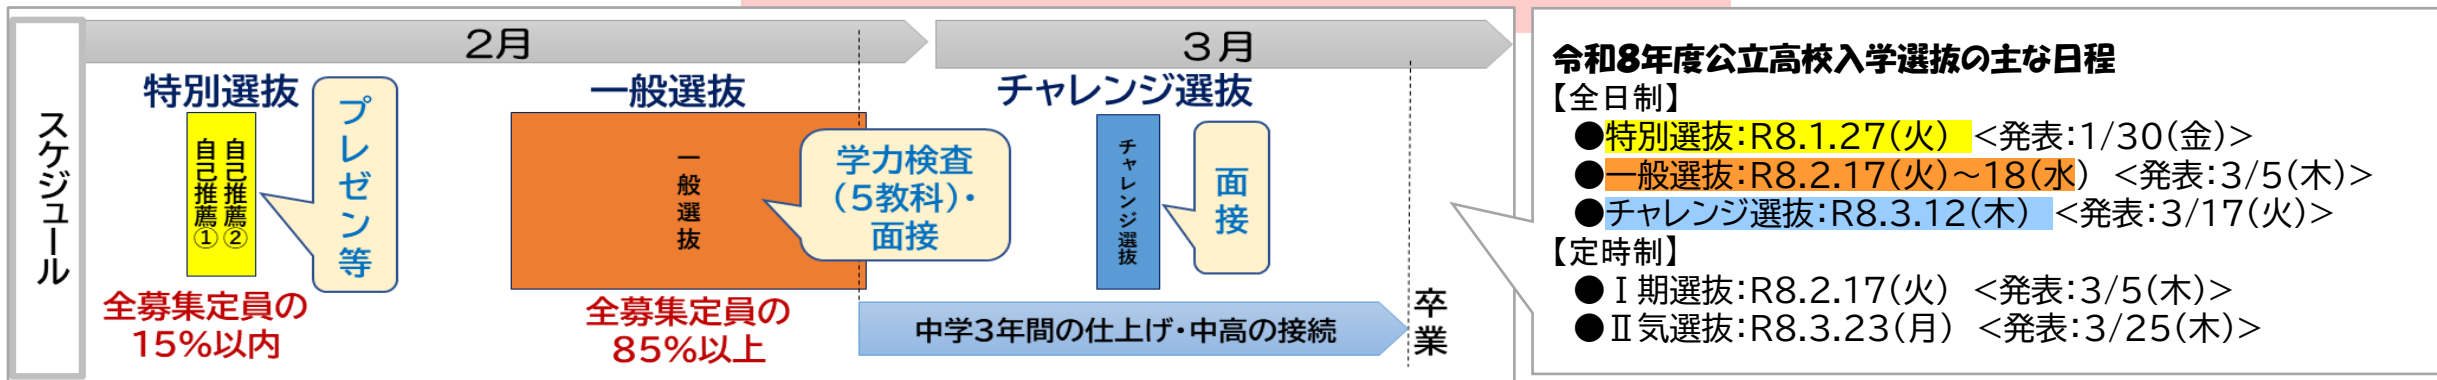 スケジュール
2月
3月
特別選抜
自己推薦②
自己推薦①
プレゼン等
全募集定員の
15%以内
一般選抜
一般選抜
学力検査
(5教科)・
面接
全募集定員の
85%以上
チャレンジ選抜
チャレンジ選抜
面接
中学3年間の仕上げ・中高の接続
卒業
令和8年度公立高校入学選抜の主な日程
【全日制】
●特別選抜：R8.1.27(火) <発表：1/30(金)>
●一般選抜：R8.2.17(火)～18(水) <発表：3/5(木)>
●チャレンジ選抜：R8.3.12(木) <発表：3/17(火)>
【定時制】
●Ⅰ期選抜：R8.2.17(火) <発表：3/5(木)>
●Ⅱ気選抜：R8.3.23(月) <発表：3/25(木)>